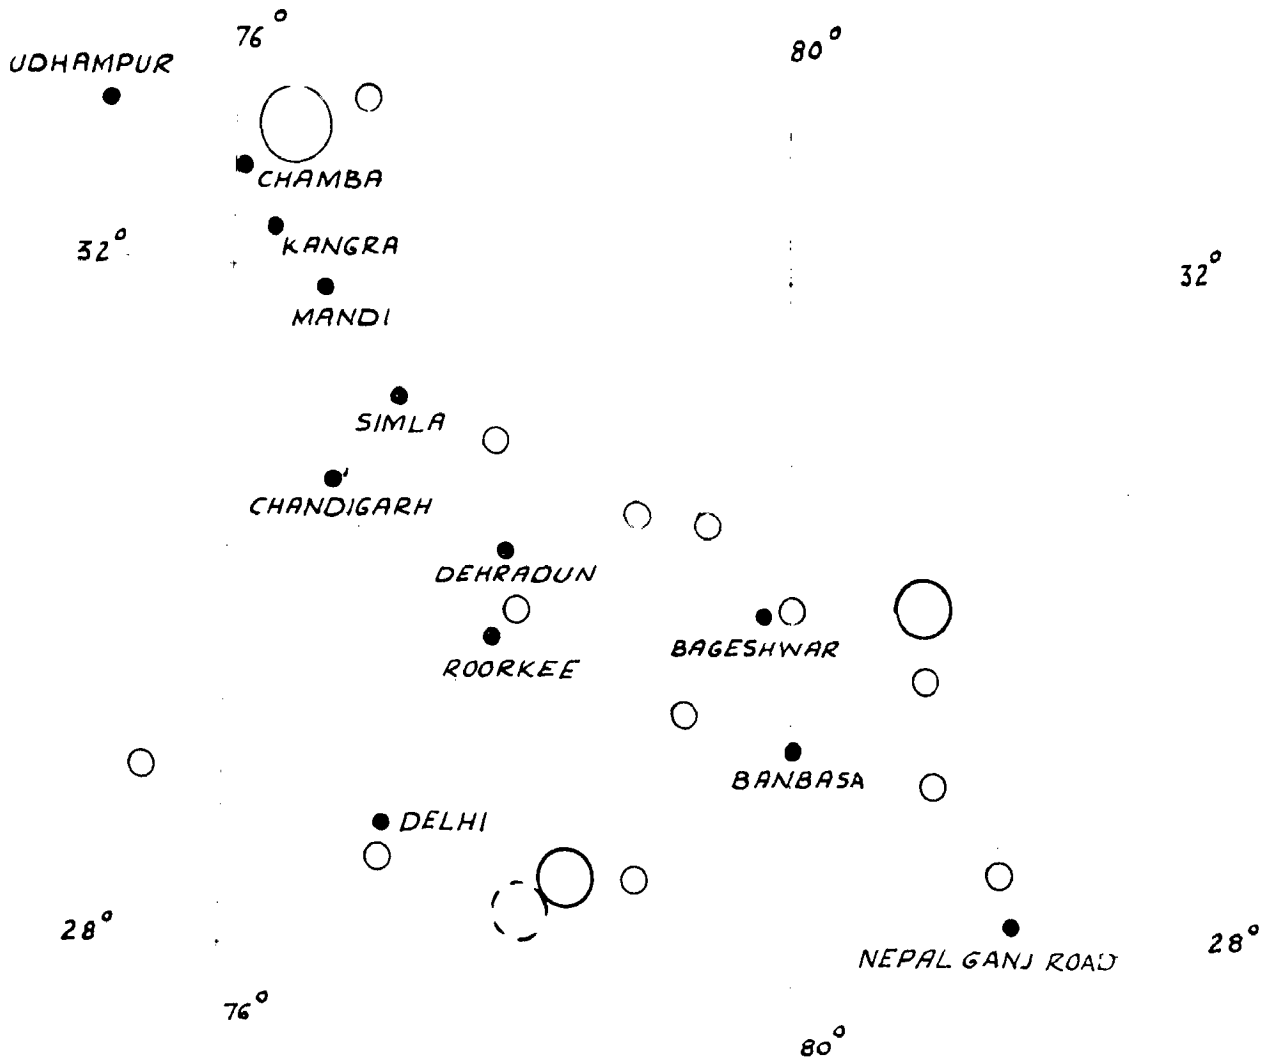 76°
80°
UDHAMPUR
CHAMBA
32°
KANGRA
32°
MANDI
SIMLA
CHANDIGARH
DEHRADUN
BAGESHWAR
ROORKEE
BANBASA
DELHI
28°
28°
NEPAL GANJ ROAD
76°
80°